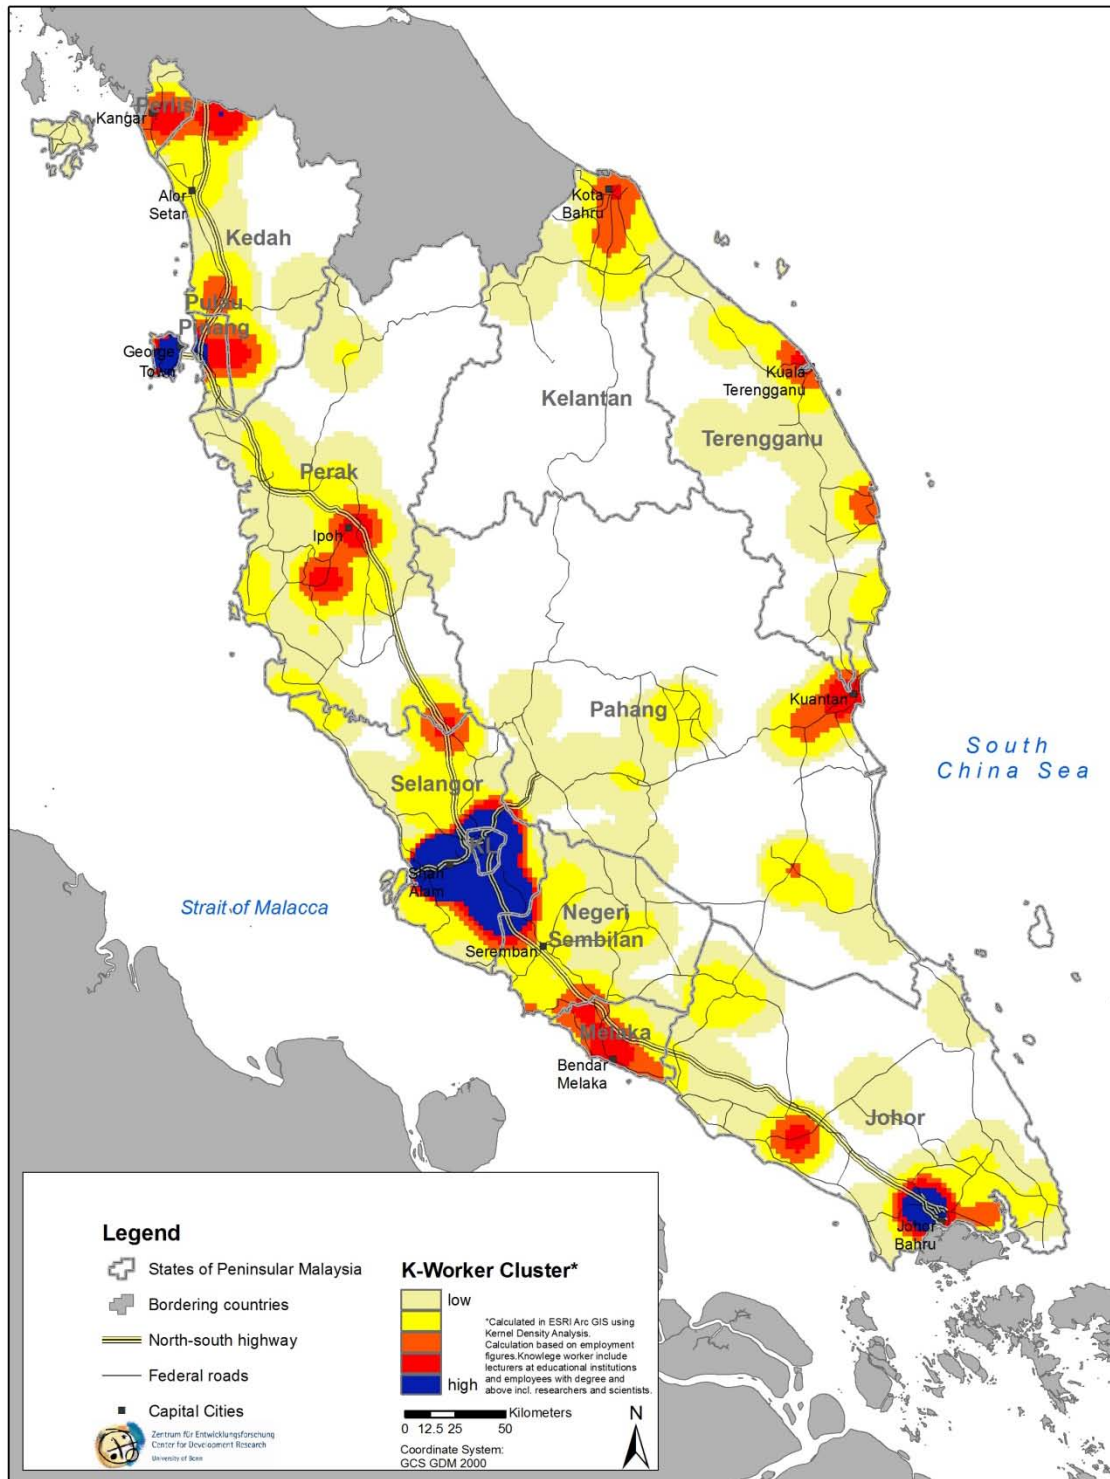 Perlis
Kangar
Alor
Setar
Kota
Bahru
Kedah
Pulau
Pinang
George
Town
Kuala
Terengganu
Kelantan
Terengganu
Perak
Ipoh
Kuantan
Pahang
South
China Sea
Selangor
KL
Shah
Alam
Strait of Malacca
Negeri
Sembilan
Seremban
Melaka
Bendar
Melaka
Johor
Johor
Bahru
Legend
States of Peninsular Malaysia
Bordering countries
North-south highway
Federal roads
Capital Cities
Zentrum für Entwicklungsforschung
Center for Development Research
University of Bonn
K-Worker Cluster*
low
high
*Calculated in ESRI Arc GIS using
Kernel Density Analysis.
Calculation based on employment
figures.Knowlege worker include
lecturers at educational institutions
and employees with degree and
above incl. researchers and scientists.
Kilometers
0 12.5 25 50
Coordinate System:
GCS GDM 2000
N